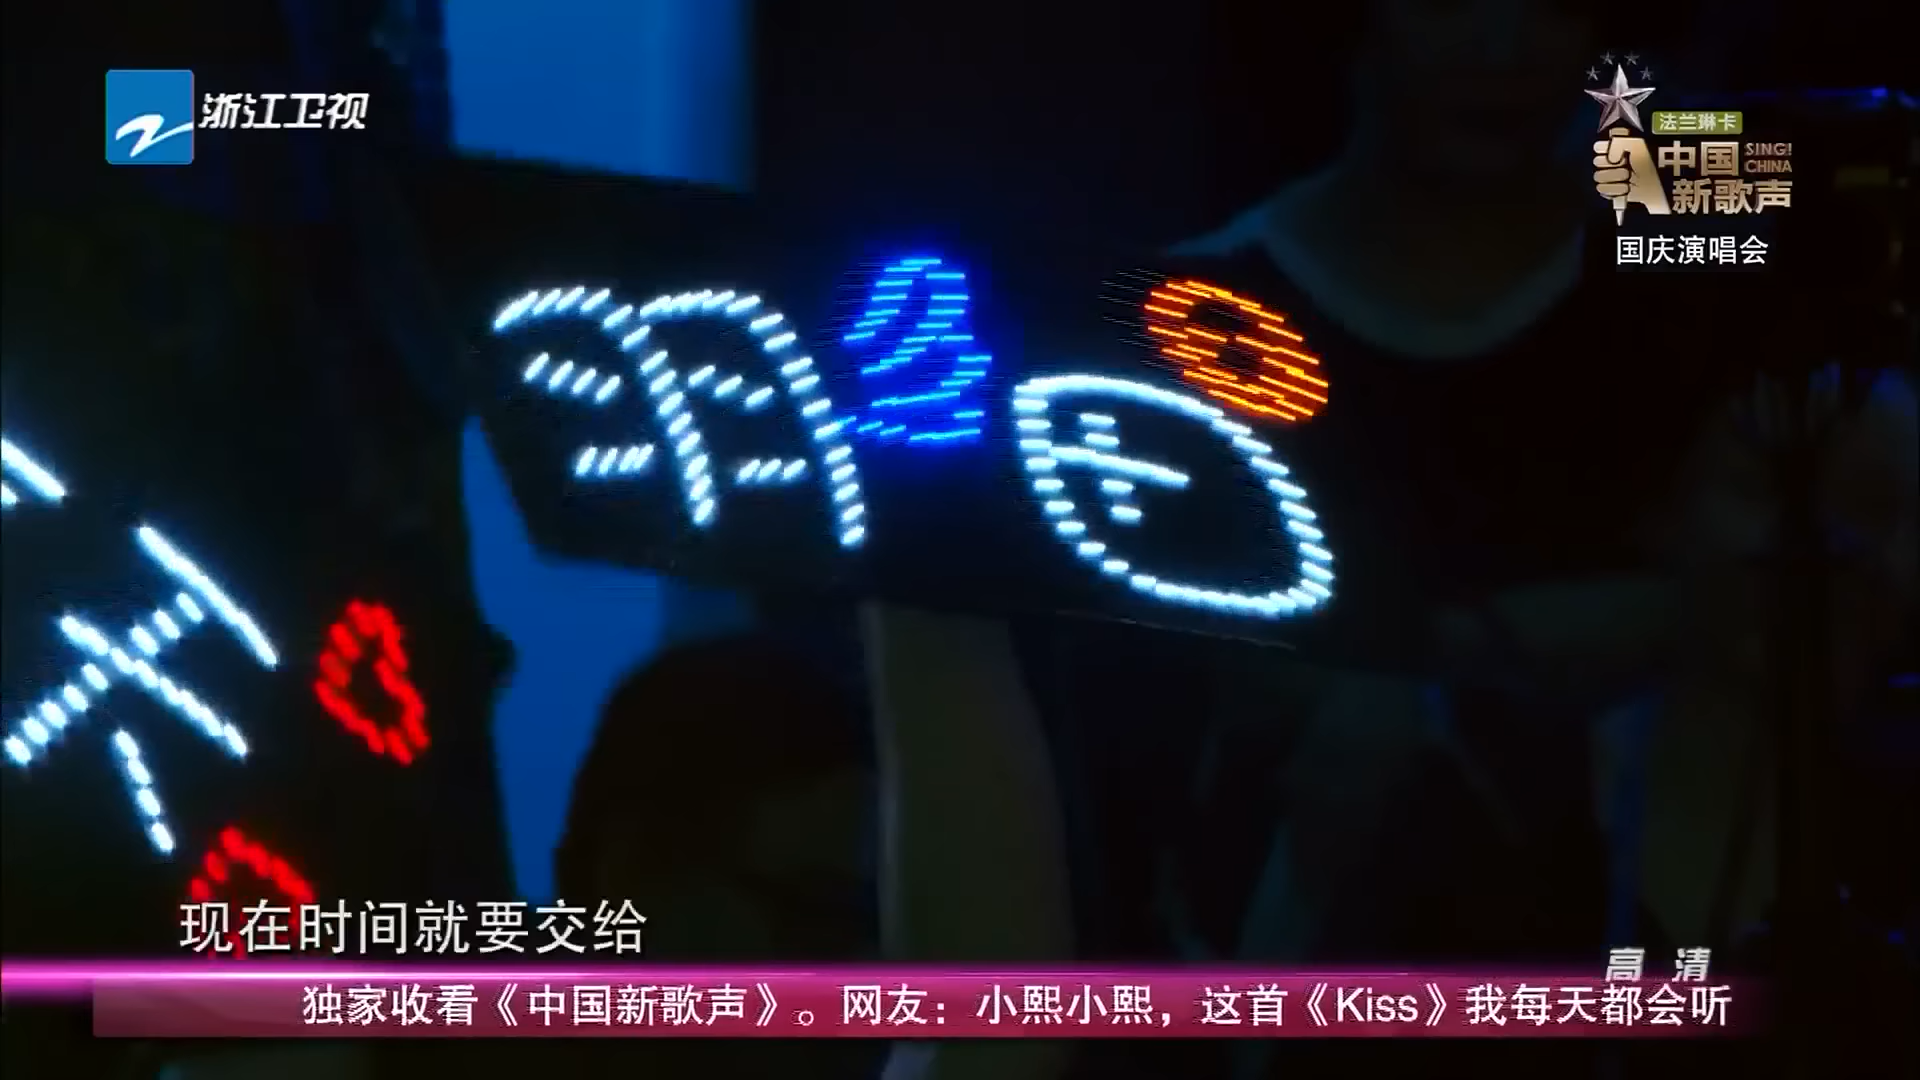 浙江卫视
法兰琳卡
中国
SING!
CHINA
新歌声
国庆演唱会
现在时间就要交给
高 清
独家收看《中国新歌声》。网友：小熙小熙，这首《Kiss》我每天都会听